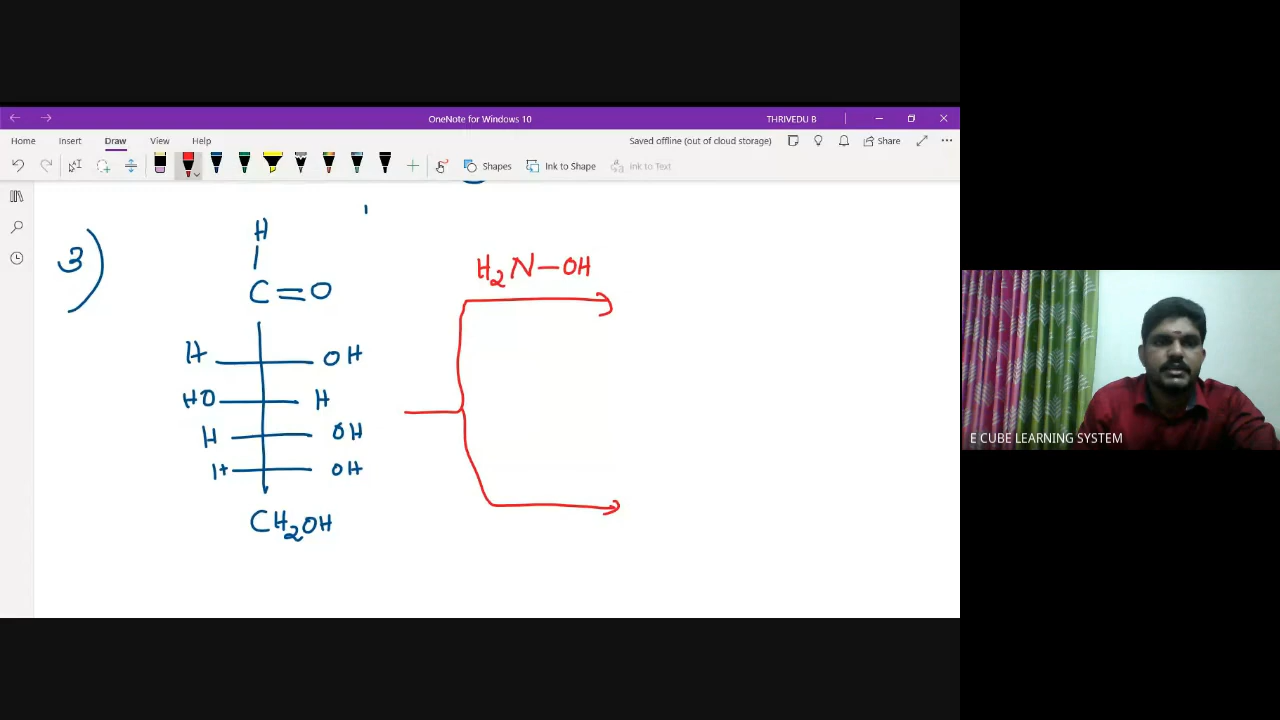 OneNote for Windows 10
THRIVEDU B
Home Insert Draw View Help
Saved offline (out of cloud storage)
Share
Shapes
Ink to Shape
Ink to Text
3)
H
C=O
H OH
HO H
H OH
H OH
CH2OH
H2N-OH
E CUBE LEARNING SYSTEM